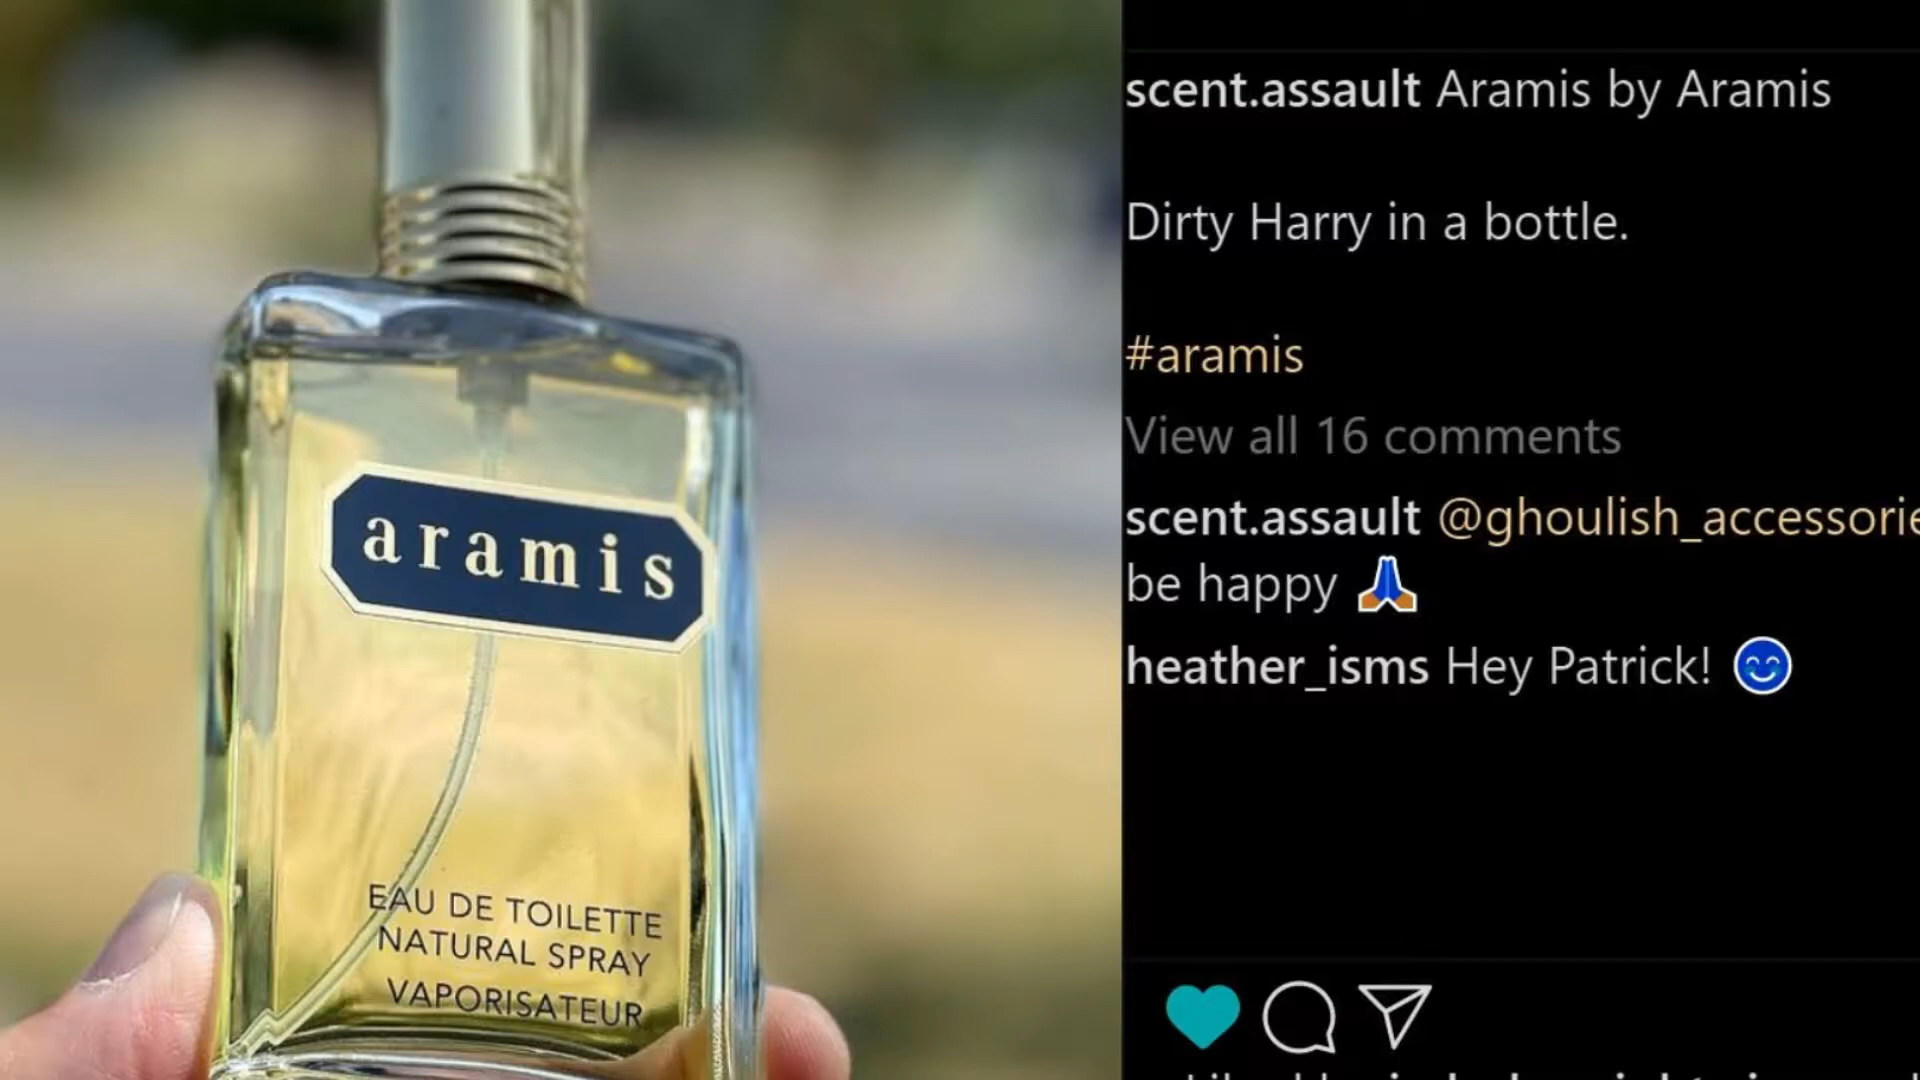 aramis
EAU DE TOILETTE
NATURAL SPRAY
VAPORISATEUR
scent.assault Aramis by Aramis
Dirty Harry in a bottle.
#aramis
View all 16 comments
scent.assault @ghoulish_accessorie
be happy 🙏
heather_isms Hey Patrick! 😊